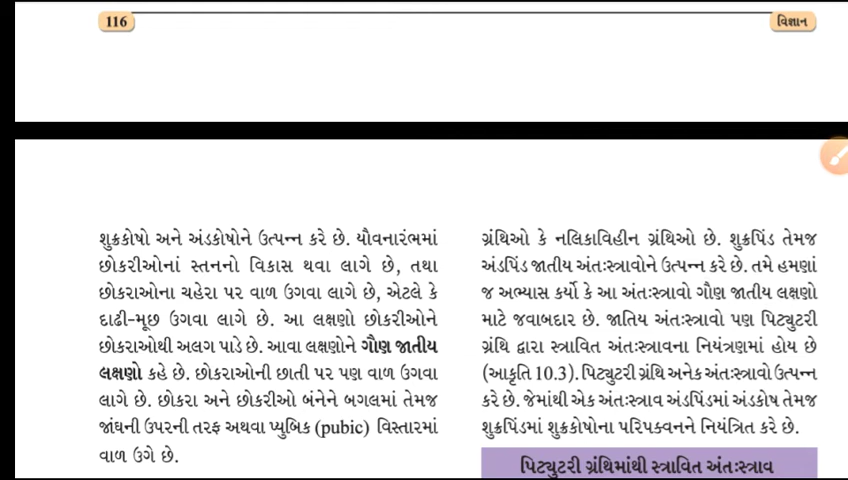 116
વિજ્ઞાન
શુક્રકોષો અને અંડકોષોને ઉત્પન્ન કરે છે. યૌવનારંભમાં
છોકરીઓનાં સ્તનનો વિકાસ થવા લાગે છે, તથા
છોકરાઓના ચહેરા પર વાળ ઉગવા લાગે છે, એટલે કે
દાઢી-મૂછ ઉગવા લાગે છે. આ લક્ષણો છોકરીઓને
છોકરાઓથી અલગ પાડે છે. આવા લક્ષણોને ગૌણ જાતીય
લક્ષણો કહે છે. છોકરાઓની છાતી પર પણ વાળ ઉગવા
લાગે છે. છોકરા અને છોકરીઓ બંનેને બગલમાં તેમજ
જાંઘની ઉપરની તરફ અથવા પ્યુબિક (pubic) વિસ્તારમાં
વાળ ઉગે છે.
ગ્રંથિઓ કે નલિકાવિહીન ગ્રંથિઓ છે. શુક્રપિંડ તેમજ
અંડપિંડ જાતીય અંતઃસ્ત્રાવોને ઉત્પન્ન કરે છે. તમે હમણાં
જ અભ્યાસ કર્યો કે આ અંતઃસ્ત્રાવો ગૌણ જાતીય લક્ષણો
માટે જવાબદાર છે. જાતિય અંતઃસ્ત્રાવો પણ પિટ્યુટરી
ગ્રંથિ દ્વારા સ્ત્રાવિત અંતઃસ્ત્રાવના નિયંત્રણમાં હોય છે
(આકૃતિ 10.3). પિટ્યુટરી ગ્રંથિ અનેક અંતઃસ્ત્રાવો ઉત્પન્ન
કરે છે. જેમાંથી એક અંતઃસ્ત્રાવ અંડપિંડમાં અંડકોષ તેમજ
શુક્રપિંડમાં શુક્રકોષોના પરિપક્વનને નિયંત્રિત કરે છે.
પિટ્યુટરી ગ્રંથિમાંથી સ્ત્રાવિત અંતઃસ્ત્રાવ